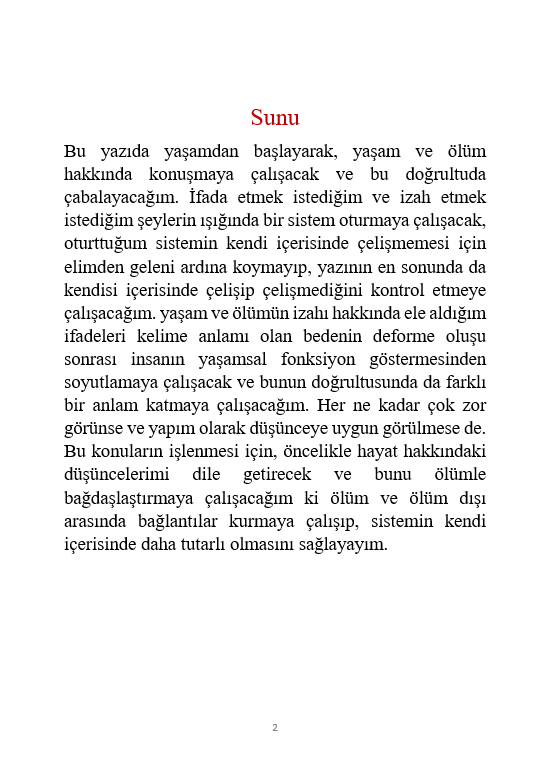 Sunu
Bu yazıda yaşamdan başlayarak, yaşam ve ölüm
hakkında konuşmaya çalışacak ve bu doğrultuda
çabalayacağım. İfada etmek istediğim ve izah etmek
istediğim şeylerin ışığında bir sistem oturmaya çalışacak,
oturttuğum sistemin kendi içerisinde çelişmemesi için
elimden geleni ardına koymayıp, yazının en sonunda da
kendisi içerisinde çelişip çelişmediğini kontrol etmeye
çalışacağım. yaşam ve ölümün izahı hakkında ele aldığım
ifadeleri kelime anlamı olan bedenin deforme oluşu
sonrası insanın yaşamsal fonksiyon göstermesinden
soyutlamaya çalışacak ve bunun doğrultusunda da farklı
bir anlam katmaya çalışacağım. Her ne kadar çok zor
görünse ve yapım olarak düşünceye uygun görülmese de.
Bu konuların işlenmesi için, öncelikle hayat hakkındaki
düşüncelerimi dile getirecek ve bunu ölümle
bağdaşlaştırmaya çalışacağım ki ölüm ve ölüm dışı
arasında bağlantılar kurmaya çalışıp, sistemin kendi
içerisinde daha tutarlı olmasını sağlayayım.
2